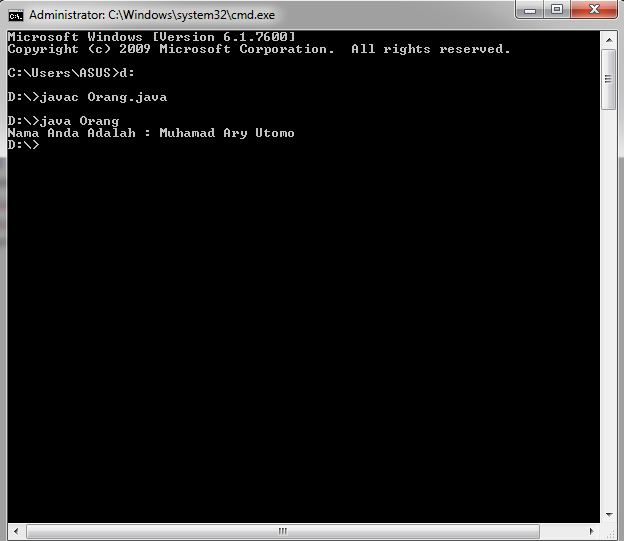 Administrator: C:\Windows\system32\cmd.exe
Microsoft Windows [Version 6.1.7600]
Copyright (c) 2009 Microsoft Corporation.  All rights reserved.
C:\Users\ASUS>d:
D:\>javac Orang.java
D:\>java Orang
Nama Anda Adalah : Muhamad Ary Utomo
D:\>